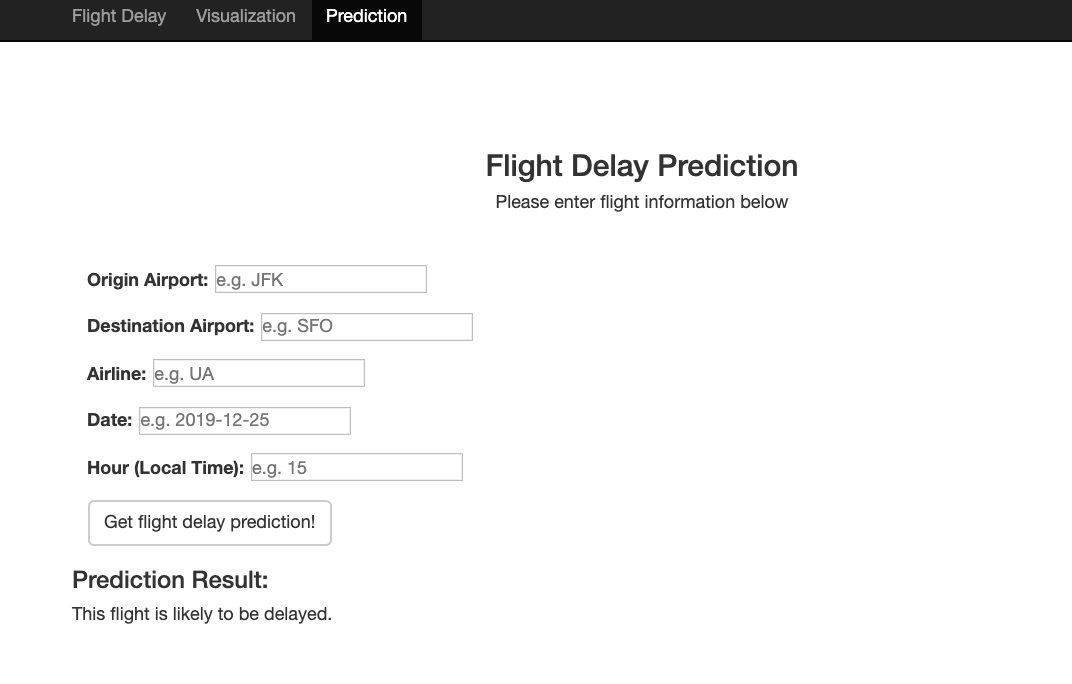 Flight Delay Visualization Prediction
Flight Delay Prediction
Please enter flight information below
Origin Airport: e.g. JFK
Destination Airport: e.g. SFO
Airline: e.g. UA
Date: e.g. 2019-12-25
Hour (Local Time): e.g. 15
Get flight delay prediction!
Prediction Result:
This flight is likely to be delayed.